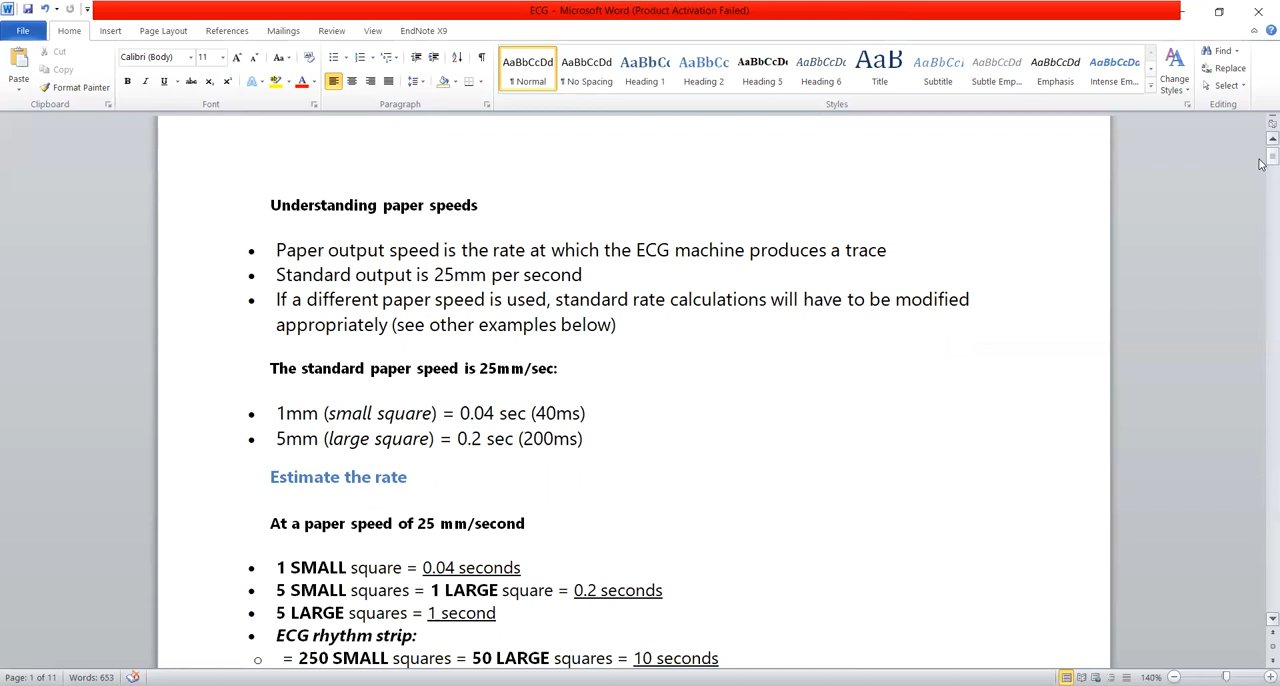 ECG - Microsoft Word (Product Activation Failed)
File Home Insert Page Layout References Mailings Review View EndNote X9
Paste
Cut
Copy
Format Painter
Clipboard
Calibri (Body) 11
Font
Paragraph
AaBbCcDd AaBbCcDd AaBbCc AaBbCc AaBbCcDc AaBbCcDc AaB AaBbCcI AaBbCcDd AaBbCcDd AaBbCcDc
¶ Normal ¶ No Spacing Heading 1 Heading 2 Heading 5 Heading 6 Title Subtitle Subtle Emp... Emphasis Intense Em...
Styles
Change Styles
Find
Replace
Select
Editing
Understanding paper speeds
• Paper output speed is the rate at which the ECG machine produces a trace
• Standard output is 25mm per second
• If a different paper speed is used, standard rate calculations will have to be modified
appropriately (see other examples below)
The standard paper speed is 25mm/sec:
• 1mm (small square) = 0.04 sec (40ms)
• 5mm (large square) = 0.2 sec (200ms)
Estimate the rate
At a paper speed of 25 mm/second
• 1 SMALL square = 0.04 seconds
• 5 SMALL squares = 1 LARGE square = 0.2 seconds
• 5 LARGE squares = 1 second
• ECG rhythm strip:
o = 250 SMALL squares = 50 LARGE squares = 10 seconds
Page: 1 of 11 Words: 653 140%